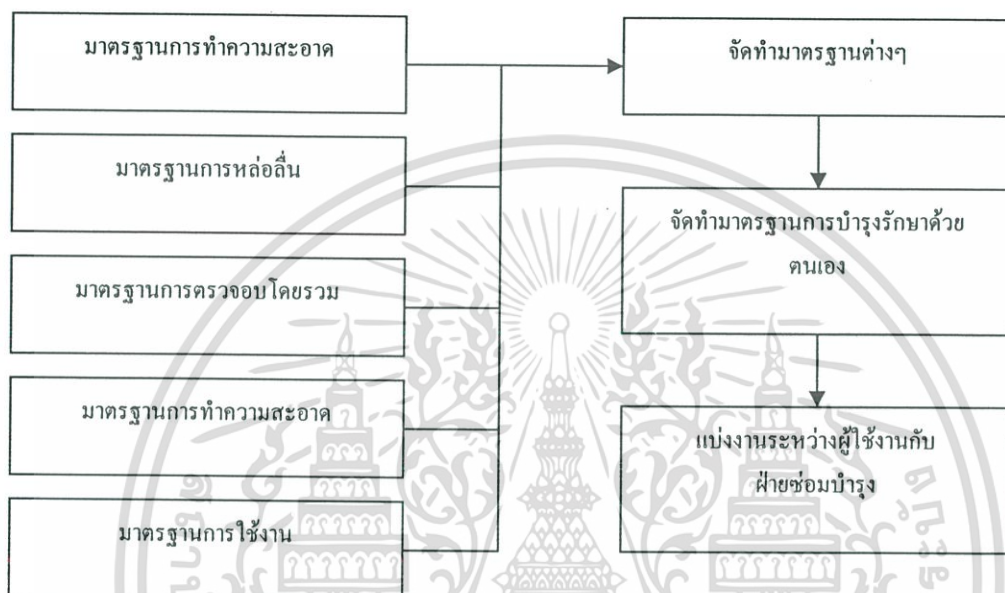 มาตรฐานการทำความสะอาด
มาตรฐานการหล่อลื่น
มาตรฐานการตรวจอบโดยรวม
มาตรฐานการทำความสะอาด
มาตรฐานการใช้งาน
จัดทำมาตรฐานต่างๆ
จัดทำมาตรฐานการบำรุงรักษาด้วย
ตนเอง
แบ่งงานระหว่างผู้ใช้งานกับ
ฝ่ายซ่อมบำรุง